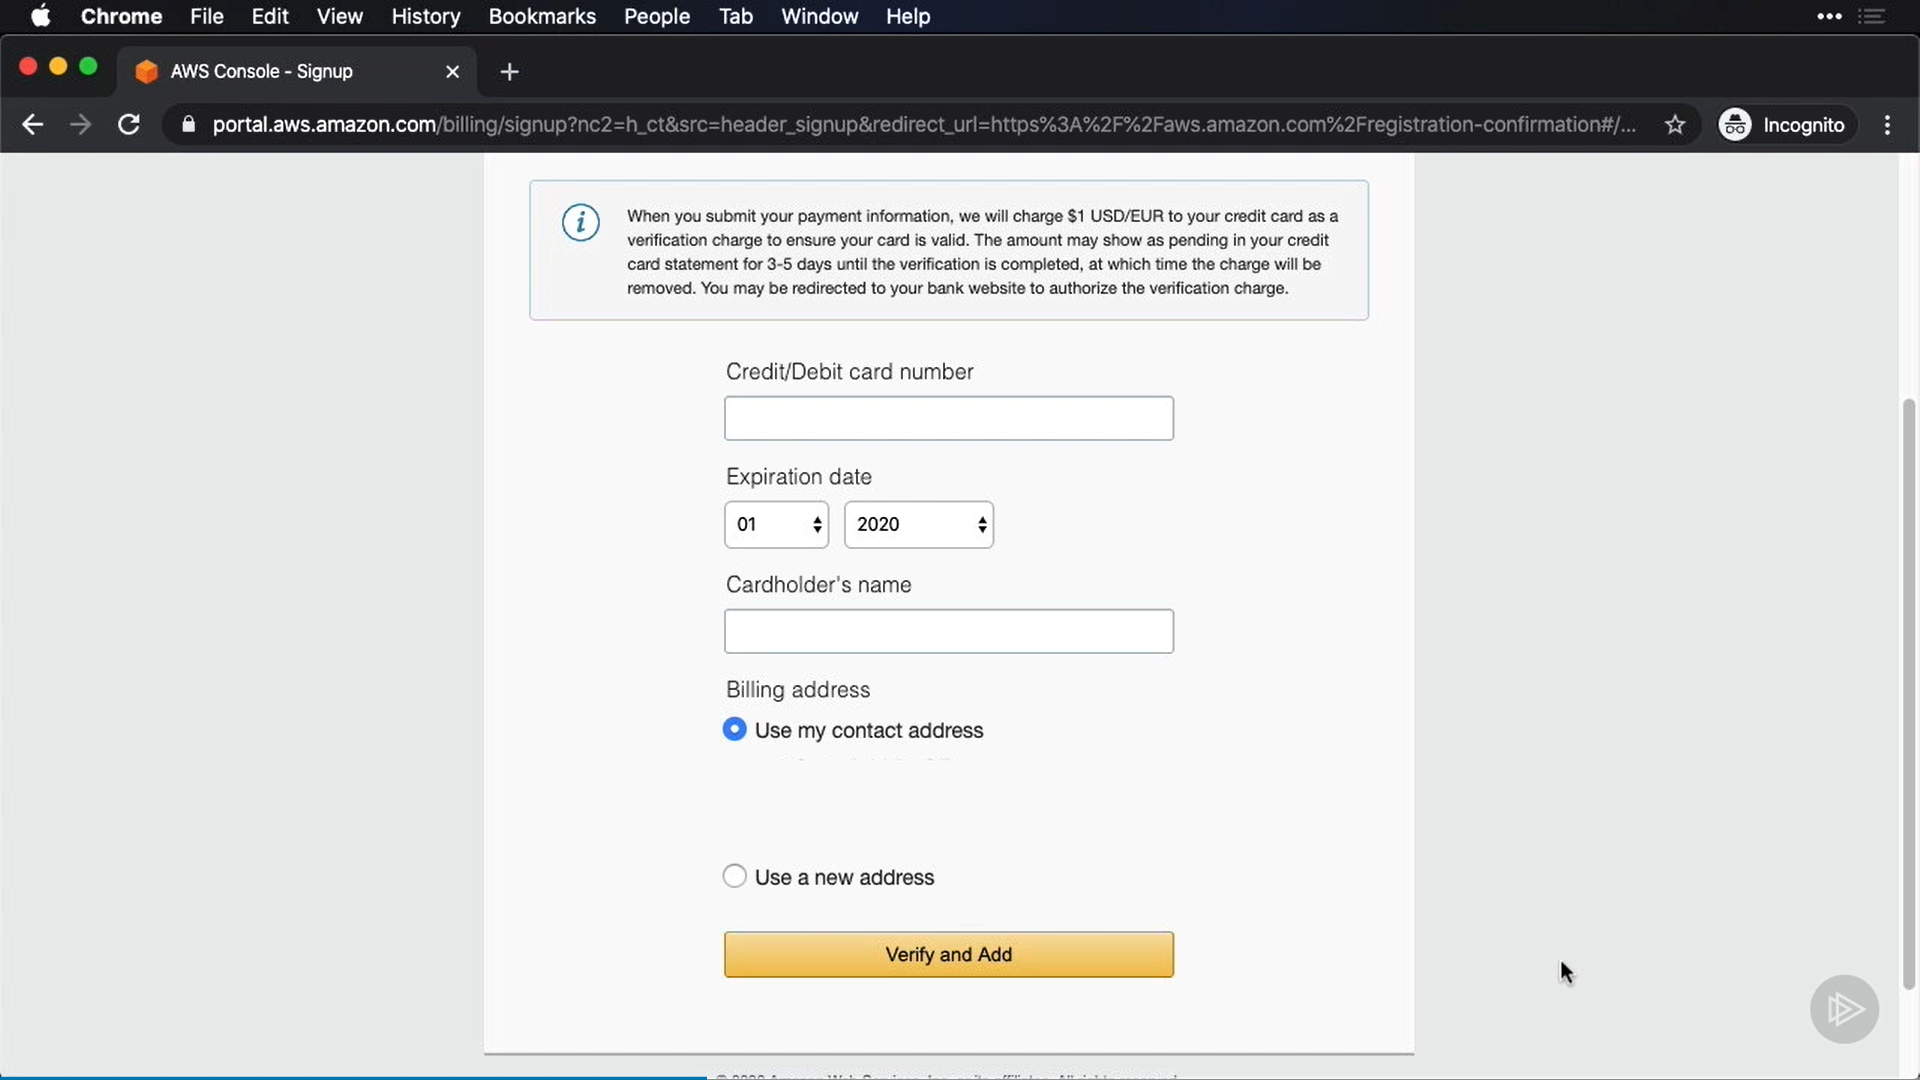 Chrome File Edit View History Bookmarks People Tab Window Help
AWS Console - Signup
portal.aws.amazon.com/billing/signup?nc2=h_ct&src=header_signup&redirect_url=https%3A%2F%2Faws.amazon.com%2Fregistration-confirmation#/...
Incognito
When you submit your payment information, we will charge $1 USD/EUR to your credit card as a
verification charge to ensure your card is valid. The amount may show as pending in your credit
card statement for 3-5 days until the verification is completed, at which time the charge will be
removed. You may be redirected to your bank website to authorize the verification charge.
Credit/Debit card number
Expiration date
01 2020
Cardholder's name
Billing address
Use my contact address
Use a new address
Verify and Add